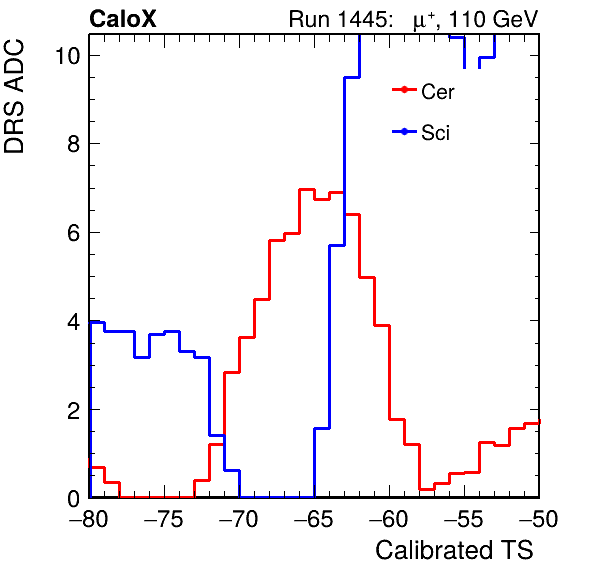 CaloX Run 1445: μ⁺, 110 GeV
DRS ADC
10
8
6
4
2
0
Cer
Sci
−80 −75 −70 −65 −60 −55 −50
Calibrated TS